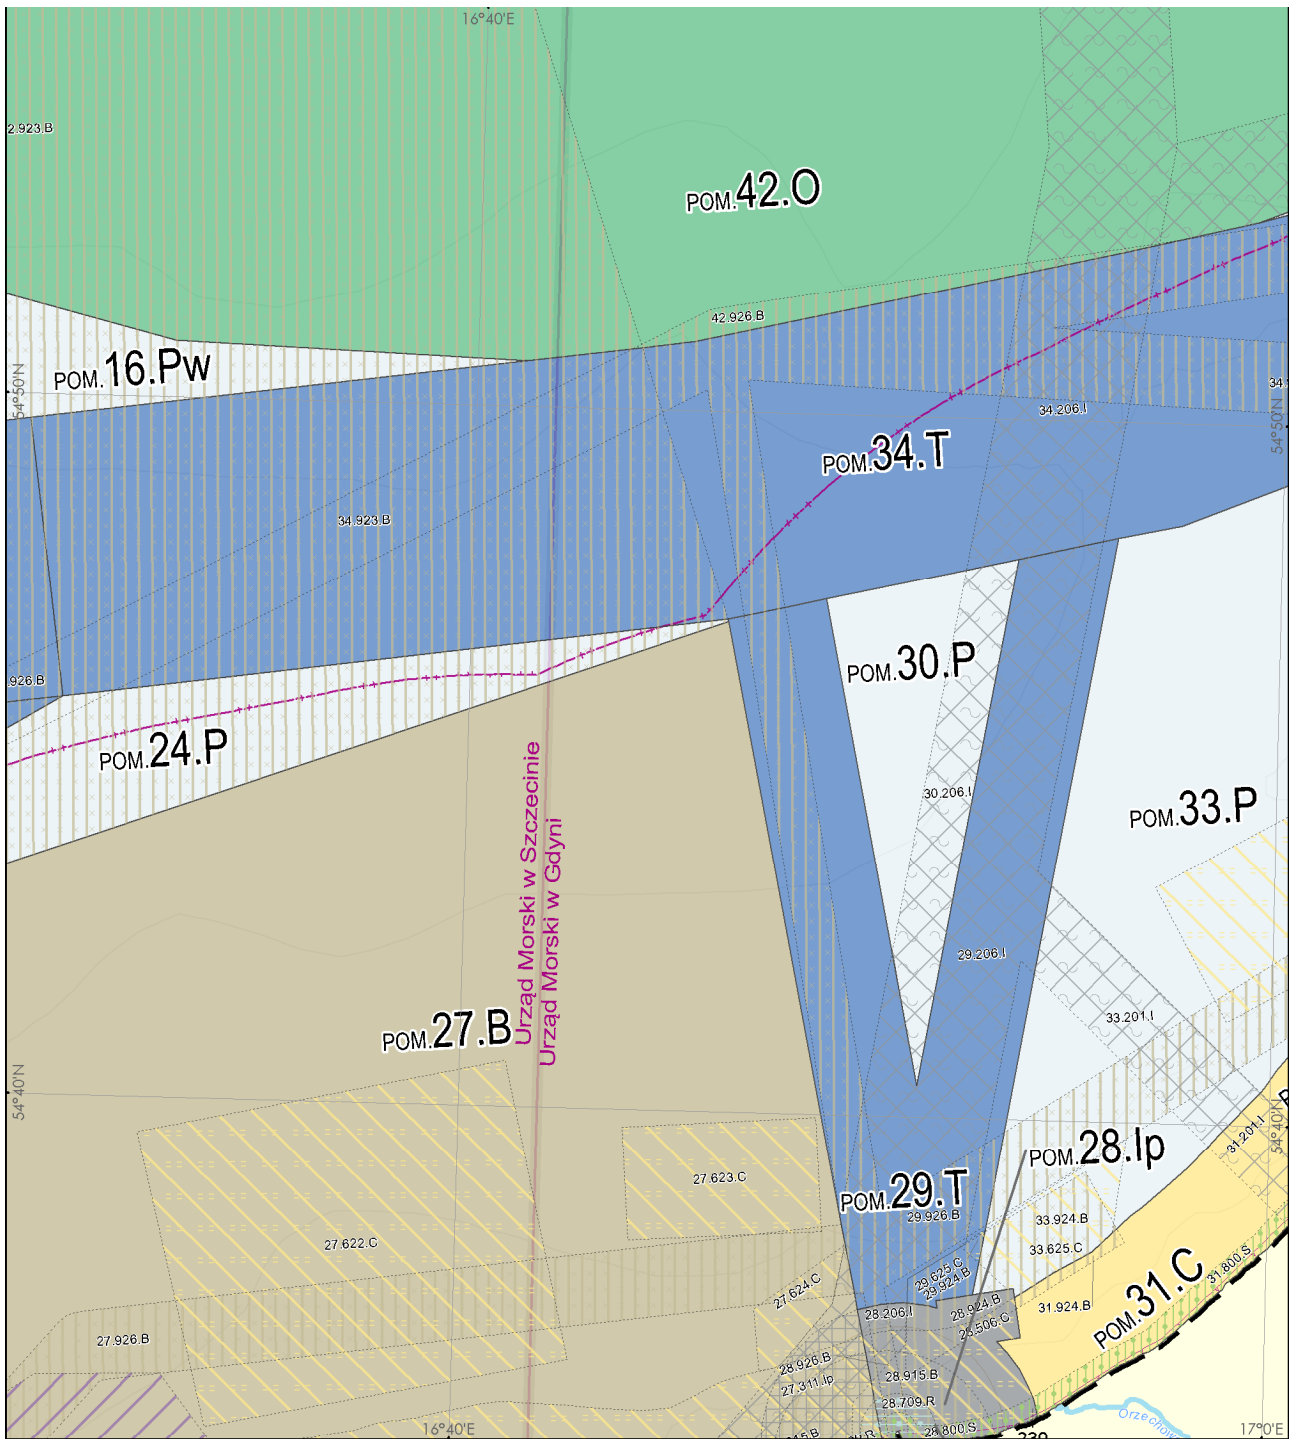 16°40'E
2.923.B
POM.42.O
42.926.B
POM.16.Pw
54°50'N
34.206.I
54°50'N
POM.34.T
34.923.B
POM.30.P
.926.B
POM.24.P
30.206.I
POM.33.P
Urząd Morski w Szczecinie
Urząd Morski w Gdyni
29.206.I
33.201.I
POM.27.B
54°40'N
54°40'N
31.201.I
POM.28.Ip
27.623.C
POM.29.T
29.926.B
33.924.B
27.622.C
33.625.C
31.800.S
29.625.C
29.924.B
27.624.C
POM.31.C
28.924.B
31.924.B
28.206.I
28.506.C
27.926.B
28.926.B
28.915.B
27.311.Ip
28.709.R
28.800.S
Orzechow
16°40'E
17°0'E